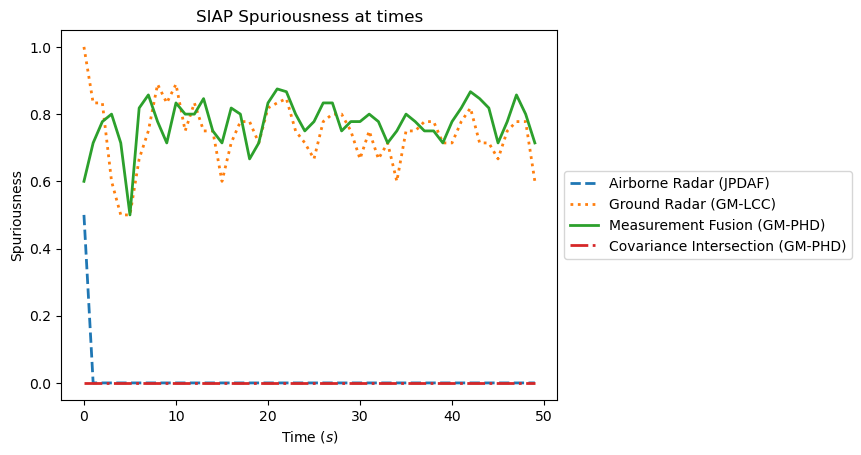 SIAP Spuriousness at times
Spuriousness
1.0
0.8
0.6
0.4
0.2
0.0
0
10
20
30
40
50
Time (s)
Airborne Radar (JPDAF)
Ground Radar (GM-LCC)
Measurement Fusion (GM-PHD)
Covariance Intersection (GM-PHD)